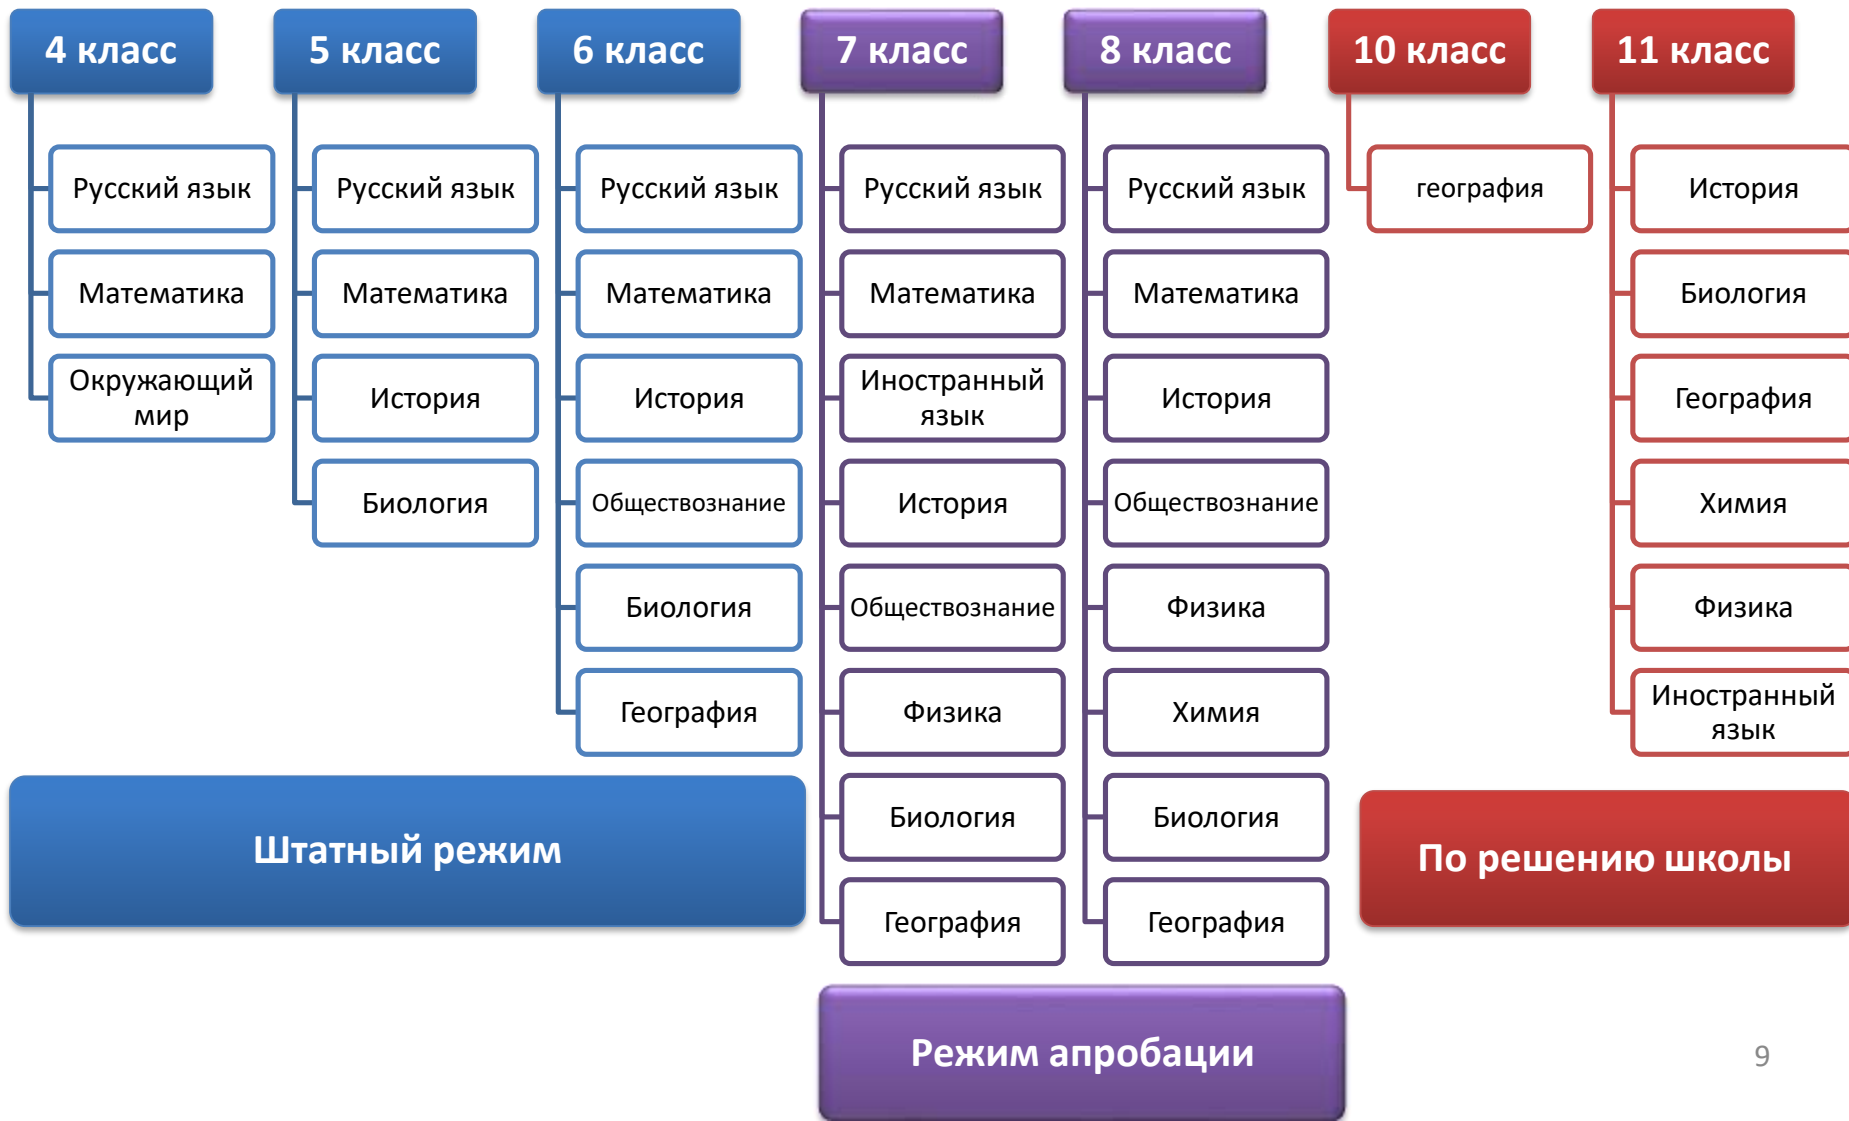 4 класс
Русский язык
Математика
Окружающий
мир
5 класс
Русский язык
Математика
История
Биология
6 класс
Русский язык
Математика
История
Обществознание
Биология
География
7 класс
Русский язык
Математика
Иностранный
язык
История
Обществознание
Физика
Биология
География
8 класс
Русский язык
Математика
История
Обществознание
Физика
Химия
Биология
География
10 класс
география
11 класс
История
Биология
География
Химия
Физика
Иностранный
язык
Штатный режим
По решению школы
Режим апробации
9